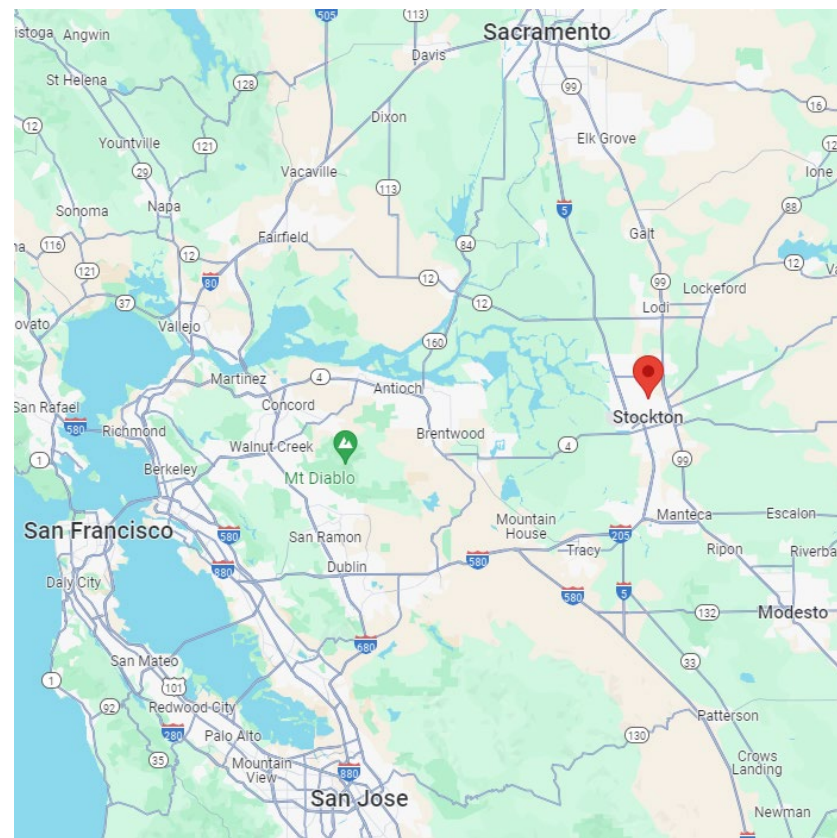 113
505
Sacramento
istoga
Angwin
Davis
St Helena
128
99
16
Dixon
12
Elk Grove
Yountville
121
12
Vacaville
29
113
Ione
Sonoma
Napa
5
88
116
12
Fairfield
84
Galt
121
80
12
99
12
Lockeford
37
12
Lodi
ovato
Vallejo
160
Martinez
4
Antioch
San Rafael
Concord
Stockton
580
Richmond
Brentwood
Walnut Creek
4
1
Berkeley
Mt Diablo
99
Mountain
House
Manteca
Escalon
San Francisco
580
San Ramon
205
Tracy
Ripon
Riverba
880
Dublin
580
Daly City
580
5
132
Modesto
680
San Mateo
33
1
101
92
Redwood City
Patterson
280
Palo Alto
130
35
Mountain
View
880
Crows
Landing
San Jose
Newman